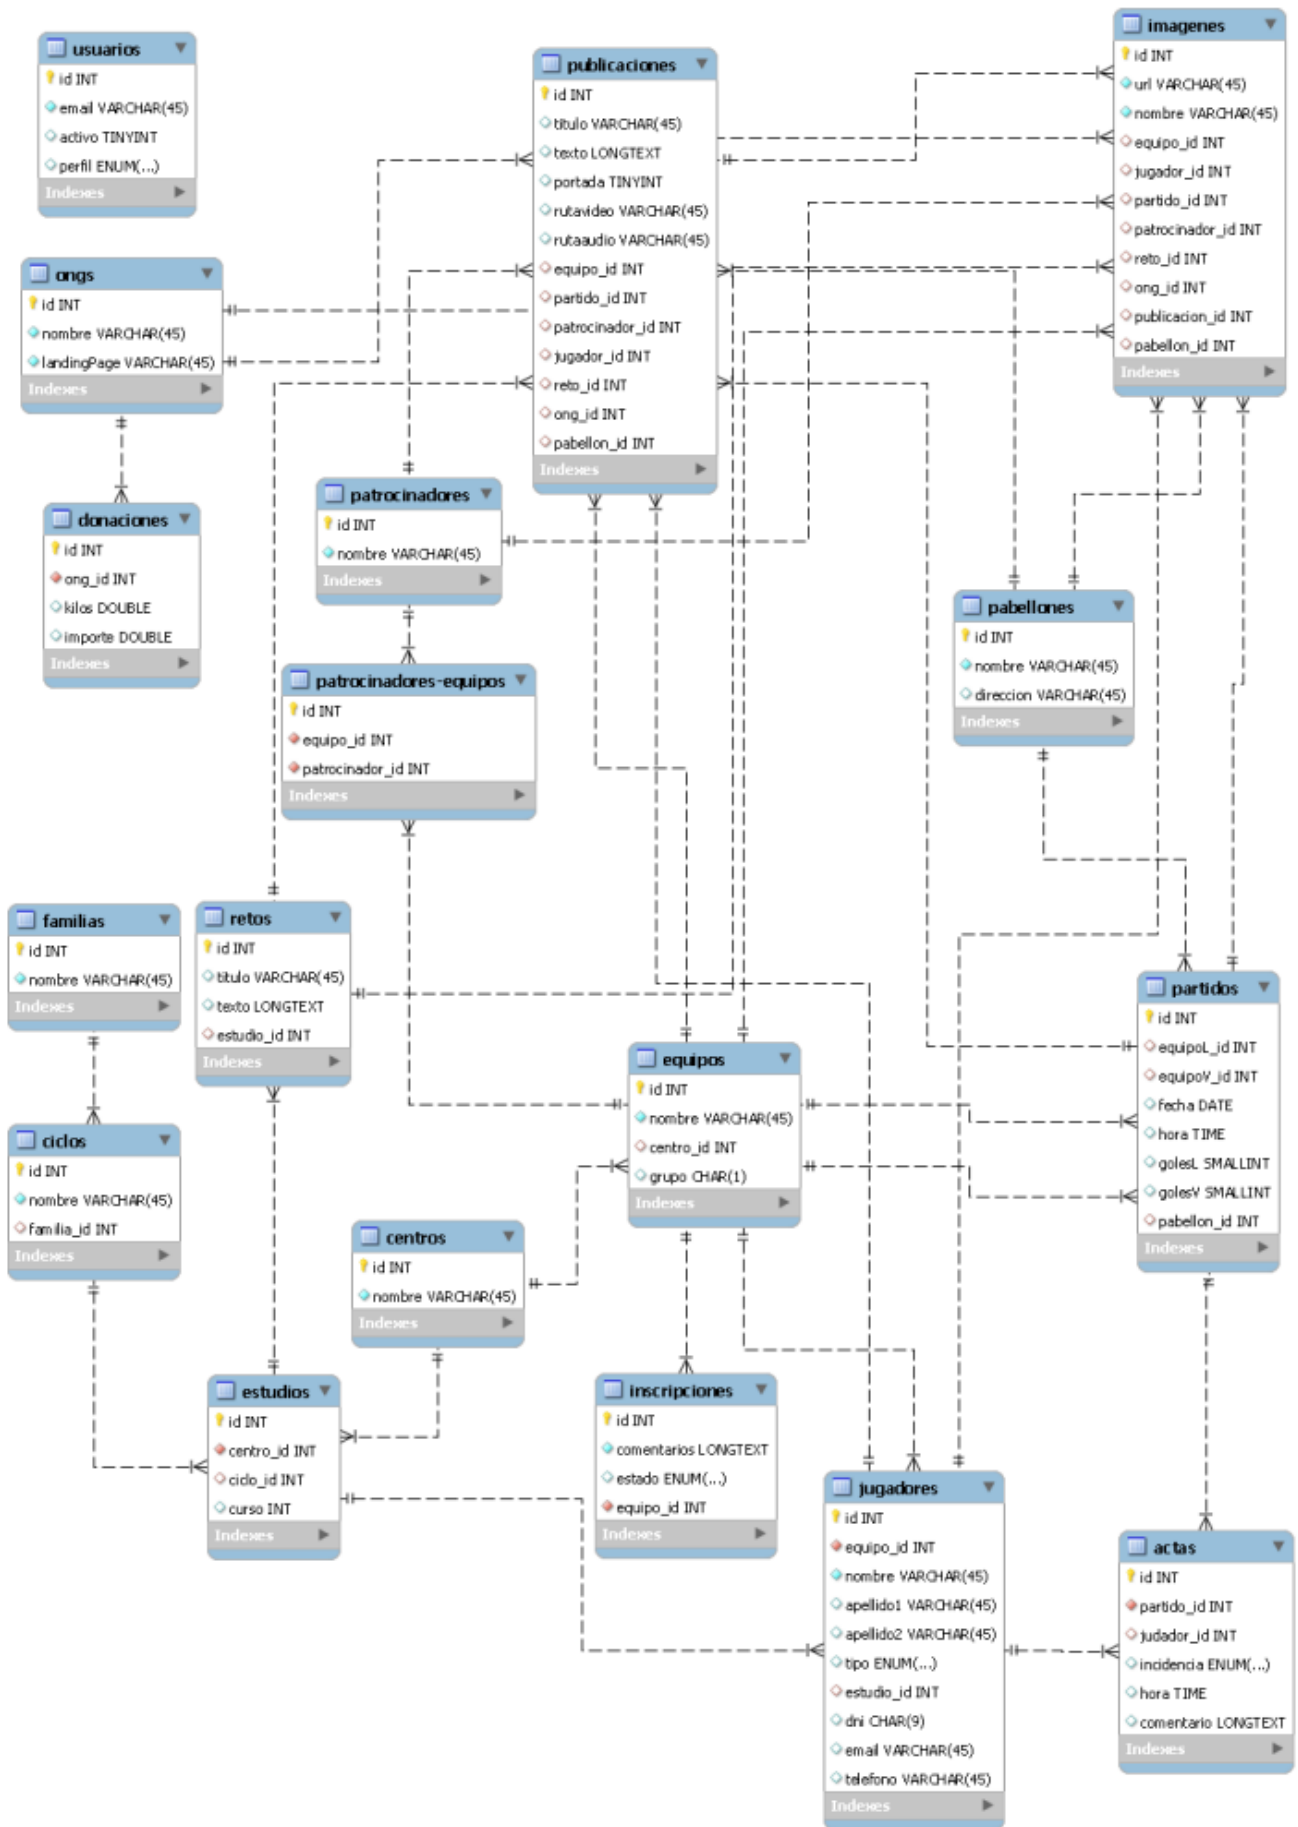 usuarios
id INT
email VARCHAR(45)
activo TINYINT
perfil ENUM(...)
Indexes
publicaciones
id INT
titulo VARCHAR(45)
texto LONGTEXT
portada TINYINT
rutavideo VARCHAR(45)
rutaaudio VARCHAR(45)
equipo_id INT
partido_id INT
patrocinador_id INT
jugador_id INT
reto_id INT
ong_id INT
pabellon_id INT
Indexes
imagenes
id INT
url VARCHAR(45)
nombre VARCHAR(45)
equipo_id INT
jugador_id INT
partido_id INT
patrocinador_id INT
reto_id INT
ong_id INT
publicacion_id INT
pabellon_id INT
Indexes
ongs
id INT
nombre VARCHAR(45)
landingPage VARCHAR(45)
Indexes
donaciones
id INT
ong_id INT
kilos DOUBLE
importe DOUBLE
Indexes
patrocinadores
id INT
nombre VARCHAR(45)
Indexes
patrocinadores-equipos
id INT
equipo_id INT
patrocinador_id INT
Indexes
pabellones
id INT
nombre VARCHAR(45)
direccion VARCHAR(45)
Indexes
familias
id INT
nombre VARCHAR(45)
Indexes
retos
id INT
titulo VARCHAR(45)
texto LONGTEXT
estudio_id INT
Indexes
partidos
id INT
equipoL_id INT
equipoV_id INT
fecha DATE
hora TIME
golesL SMALLINT
golesV SMALLINT
pabellon_id INT
Indexes
equipos
id INT
nombre VARCHAR(45)
centro_id INT
grupo CHAR(1)
Indexes
ciclos
id INT
nombre VARCHAR(45)
familia_id INT
Indexes
centros
id INT
nombre VARCHAR(45)
Indexes
estudios
id INT
centro_id INT
ciclo_id INT
curso INT
Indexes
inscripciones
id INT
comentarios LONGTEXT
estado ENUM(...)
equipo_id INT
Indexes
jugadores
id INT
equipo_id INT
nombre VARCHAR(45)
apellido1 VARCHAR(45)
apellido2 VARCHAR(45)
tipo ENUM(...)
estudio_id INT
dni CHAR(9)
email VARCHAR(45)
telefono VARCHAR(45)
Indexes
actas
id INT
partido_id INT
judador_id INT
incidencia ENUM(...)
hora TIME
comentario LONGTEXT
Indexes